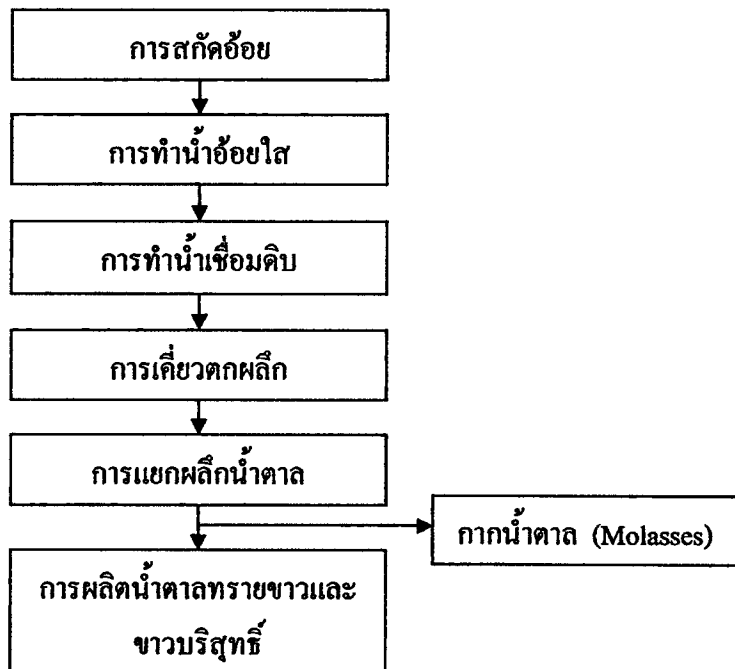 การสกัดอ้อย
การทำน้ำอ้อยใส
การทำน้ำเชื่อมดิบ
การเคี่ยวตกผลึก
การแยกผลึกน้ำตาล
กากน้ำตาล (Molasses)
การผลิตน้ำตาลทรายขาวและ
ขาวบริสุทธิ์